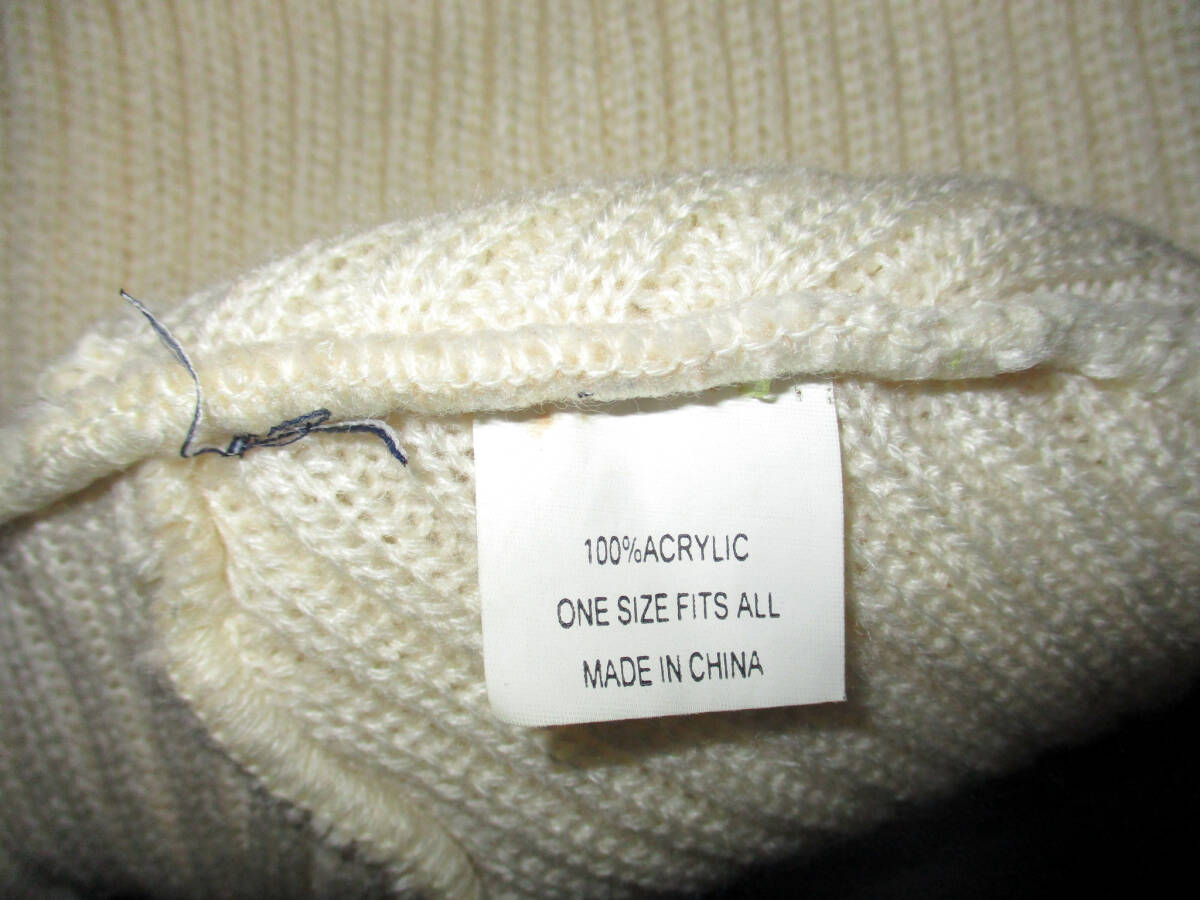 100%ACRYLIC
ONE SIZE FITS ALL
MADE IN CHINA